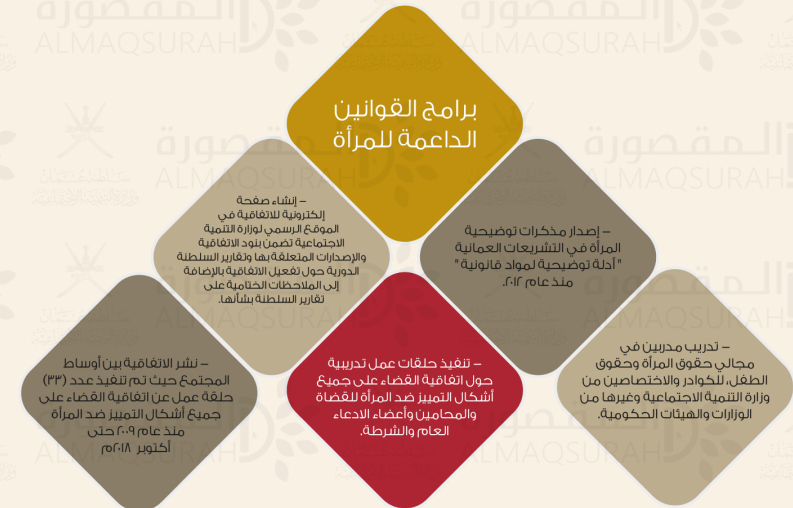 برامج القوانين
الداعمة للمرأة
– إصدار مذكرات توضيحية
المرأة في التشريعات العمانية
" أدلة توضيحية لمواد قانونية "
منذ عام ٢٠١٢.
– إنشاء صفحة
إلكترونية للاتفاقية في
الموقع الرسمي لوزارة التنمية
الاجتماعية تضمن بنود الاتفاقية
والإصدارات المتعلقة بها وتقارير السلطنة
الدورية حول تفعيل الاتفاقية بالإضافة
إلى الملاحظات الختامية على
تقارير السلطنة بشأنها.
– تدريب مدربين في
مجالي حقوق المرأة وحقوق
الطفل، للكوادر والاختصاصين من
وزارة التنمية الاجتماعية وغيرها من
الوزارات والهيئات الحكومية.
– تنفيذ حلقات عمل تدريبية
حول اتفاقية القضاء على جميع
أشكال التمييز ضد المرأة للقضاة
والمحامين وأعضاء الادعاء
العام والشرطة.
– نشر الاتفاقية بين أوساط
المجتمع حيث تم تنفيذ عدد (٣٣)
حلقة عمل عن إتفاقية القضاء على
جميع أشكال التمييز ضد المرأة
منذ عام ٢٠٠٩ حتى
أكتوبر ٢٠١٨م
المقصورة
ALMAQSURAH